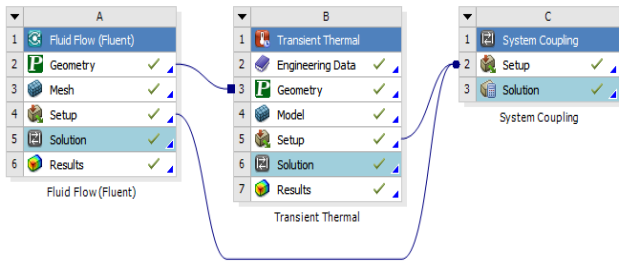 A
1 Fluid Flow (Fluent)
2 P Geometry
3 Mesh
4 Setup
5 Solution
6 Results
Fluid Flow (Fluent)
B
1 Transient Thermal
2 Engineering Data
3 P Geometry
4 Model
5 Setup
6 Solution
7 Results
Transient Thermal
C
1 System Coupling
2 Setup
3 Solution
System Coupling